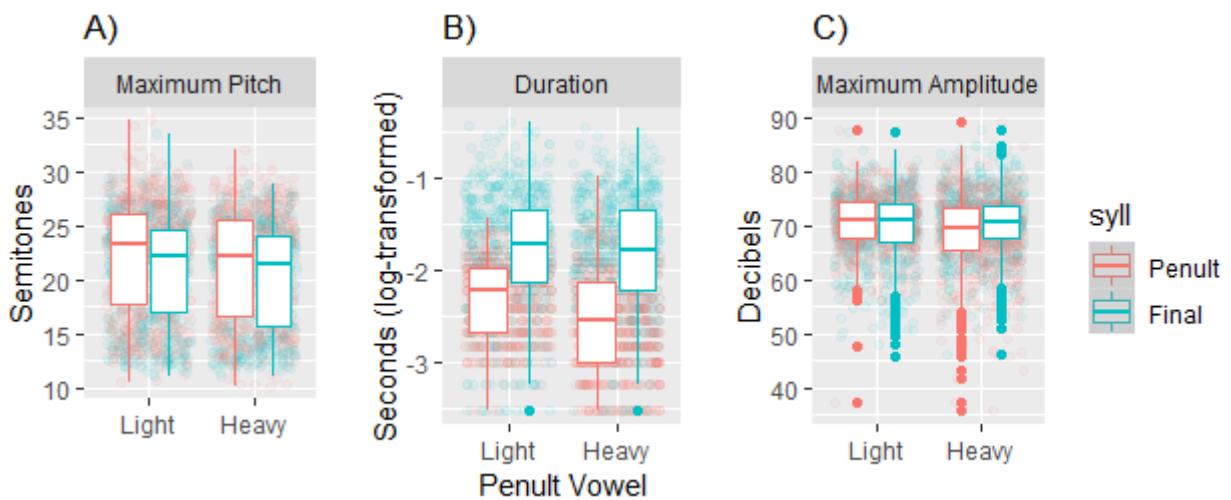 A)
Maximum Pitch
Semitones
35
30
25
20
15
10
Light Heavy
B)
Duration
Seconds (log-transformed)
-1
-2
-3
Light Heavy
Penult Vowel
C)
Maximum Amplitude
Decibels
90
80
70
60
50
40
Light Heavy
syll
Penult
Final